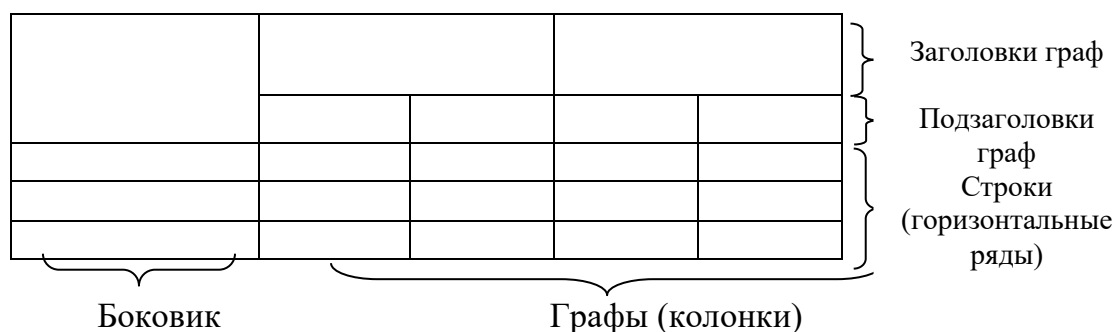 Заголовки граф
Подзаголовки
граф
Строки
(горизонтальные
ряды)
Боковик
Графы (колонки)